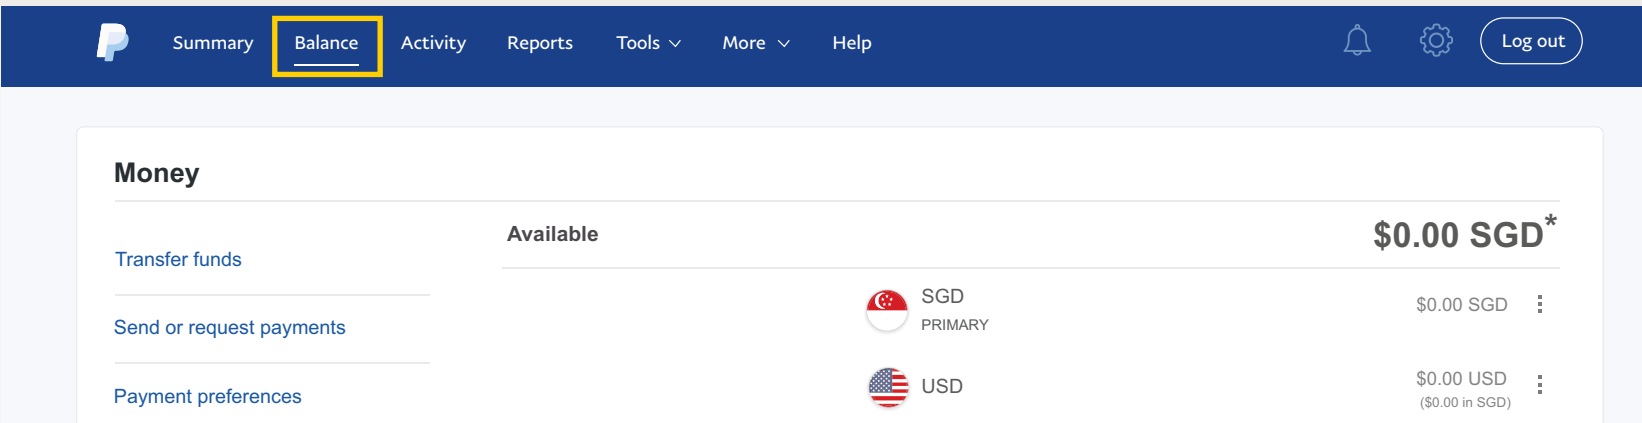 Summary Balance Activity Reports Tools More Help Log out
Money
Available $0.00 SGD*
Transfer funds
SGD $0.00 SGD
PRIMARY
Send or request payments
USD $0.00 USD
($0.00 in SGD)
Payment preferences